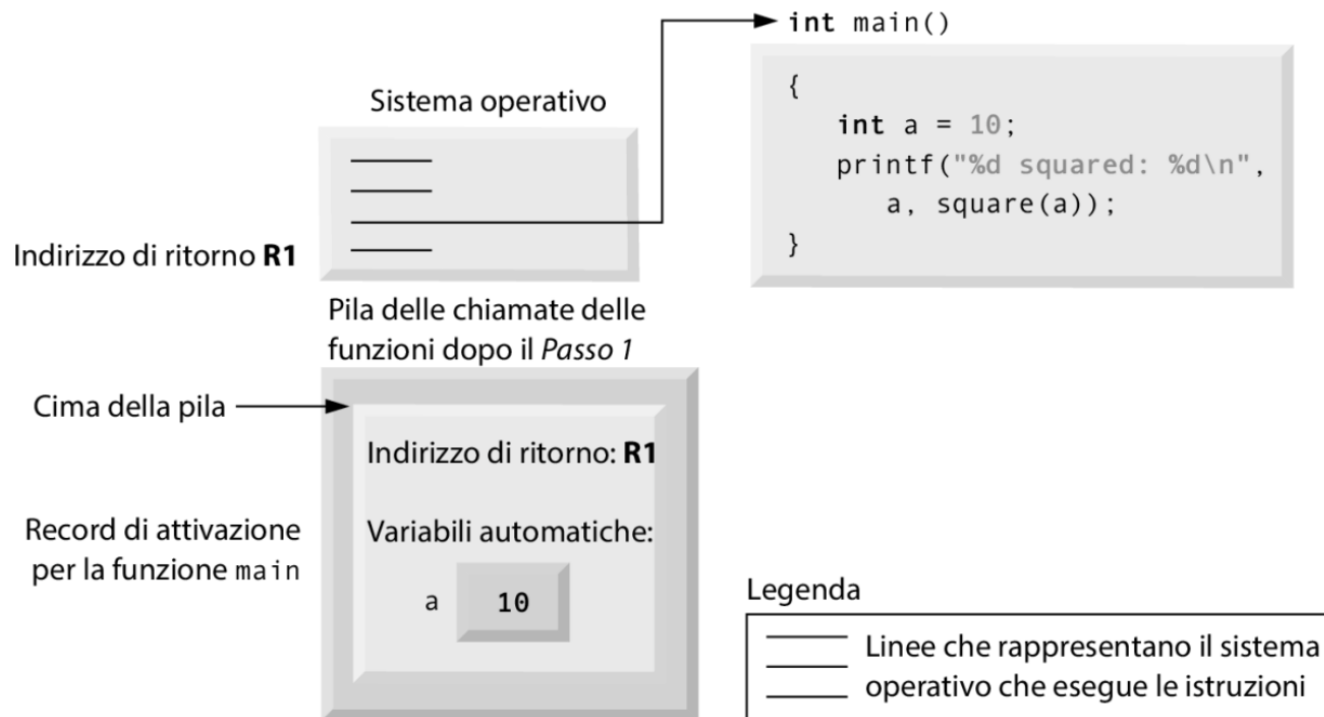 int main()
Sistema operativo
{
int a = 10;
printf("%d squared: %d\n",
a, square(a));
}
Indirizzo di ritorno R1
Pila delle chiamate delle
funzioni dopo il Passo 1
Cima della pila
Indirizzo di ritorno: R1
Record di attivazione
per la funzione main
Variabili automatiche:
a 10
Legenda
Linee che rappresentano il sistema
operativo che esegue le istruzioni